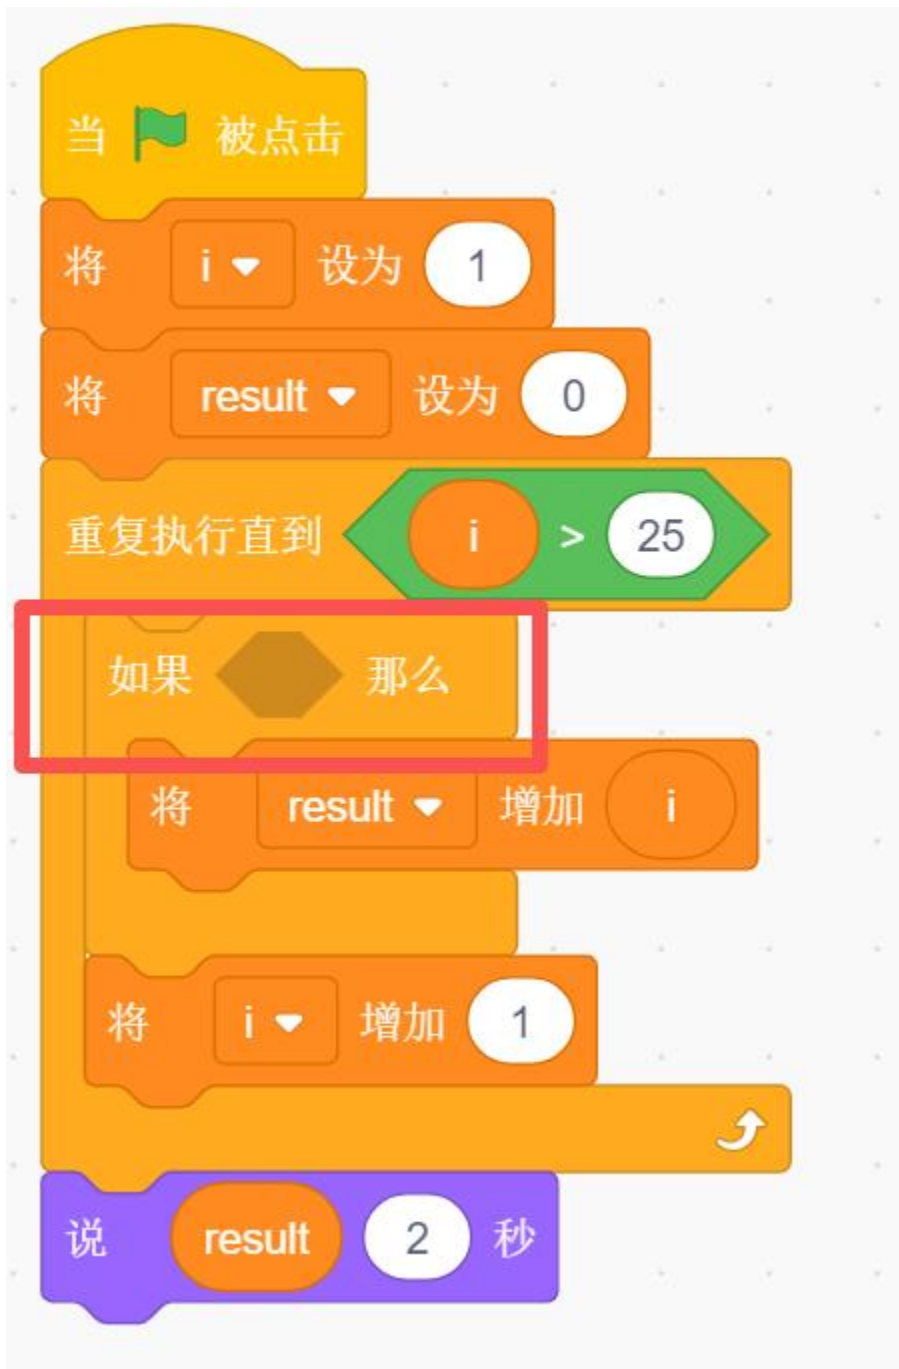 当 被点击
将 i 设为 1
将 result 设为 0
重复执行直到 i > 25
如果 那么
将 result 增加 i
将 i 增加 1
说 result 2 秒